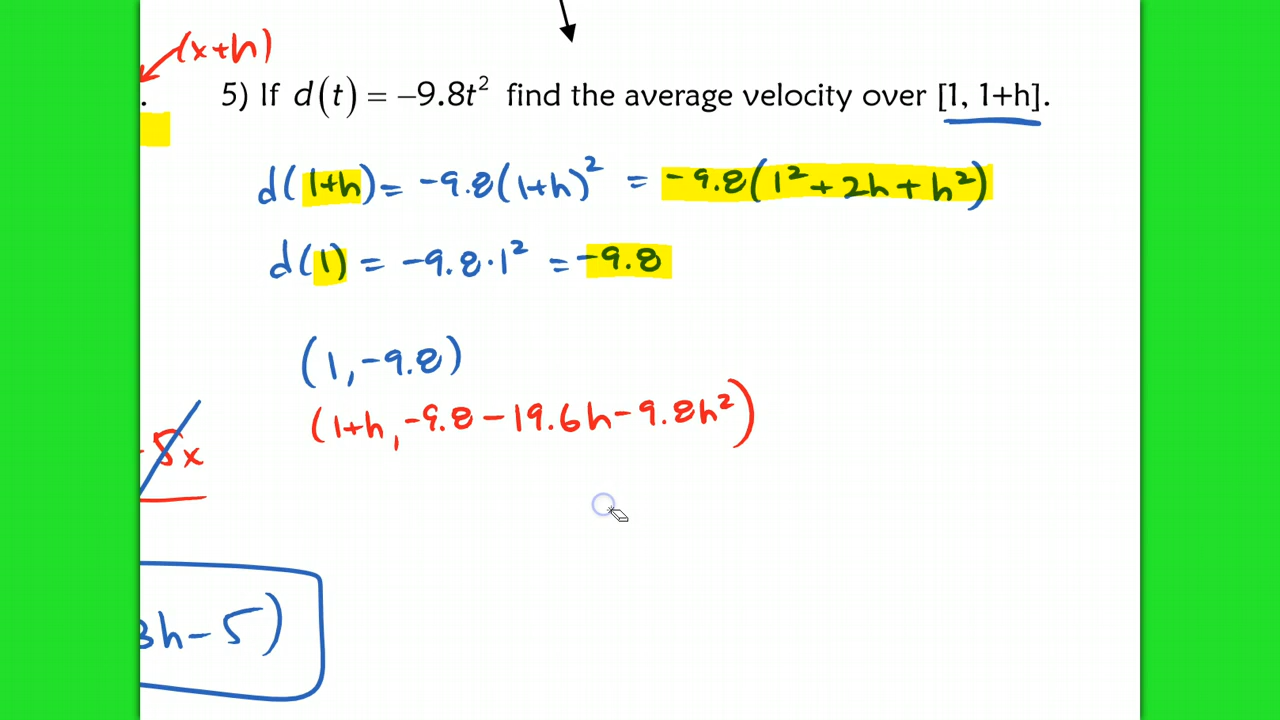 (x+h)
5) If d(t) = −9.8t² find the average velocity over [1, 1+h].
d(1+h) = −9.8(1+h)² = −9.8(1² + 2h + h²)
d(1) = −9.8·1² = −9.8
(1, −9.8)
(1+h, −9.8 − 19.6h − 9.8h²)
5x
3h − 5)